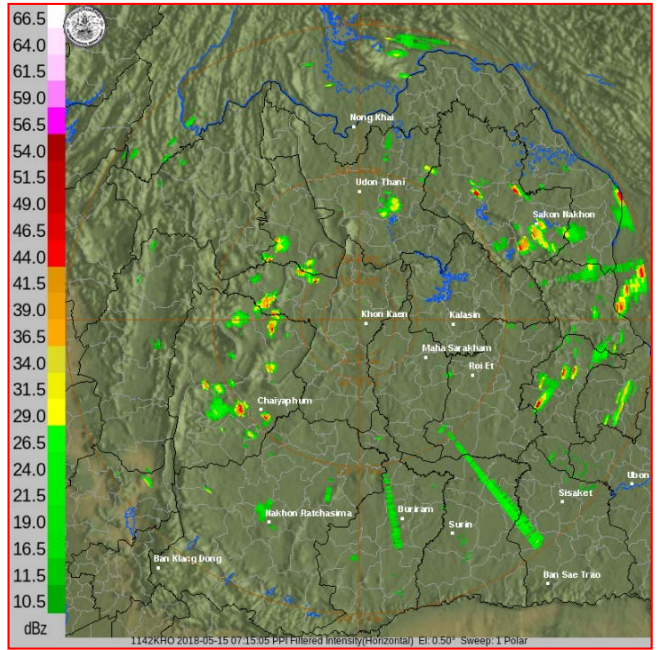 66.5
64.0
61.5
59.0
56.5
54.0
51.5
49.0
46.5
44.0
41.5
39.0
36.5
34.0
31.5
29.0
26.5
24.0
21.5
19.0
16.5
11.5
10.5
dBz
Nong Khai
Udon Thani
Sakon Nakhon
Khon Kaen
Kalasin
Maha Sarakham
Roi Et
Chaiyaphum
Ubon
Sisaket
Nakhon Ratchasima
Buriram
Surin
Ban Klang Dong
Ban Sae Trao
1142KHO 2018-05-15 07:15:05 PPI Filtered Intensity(Horizontal) El: 0.50° Sweep: 1 Polar